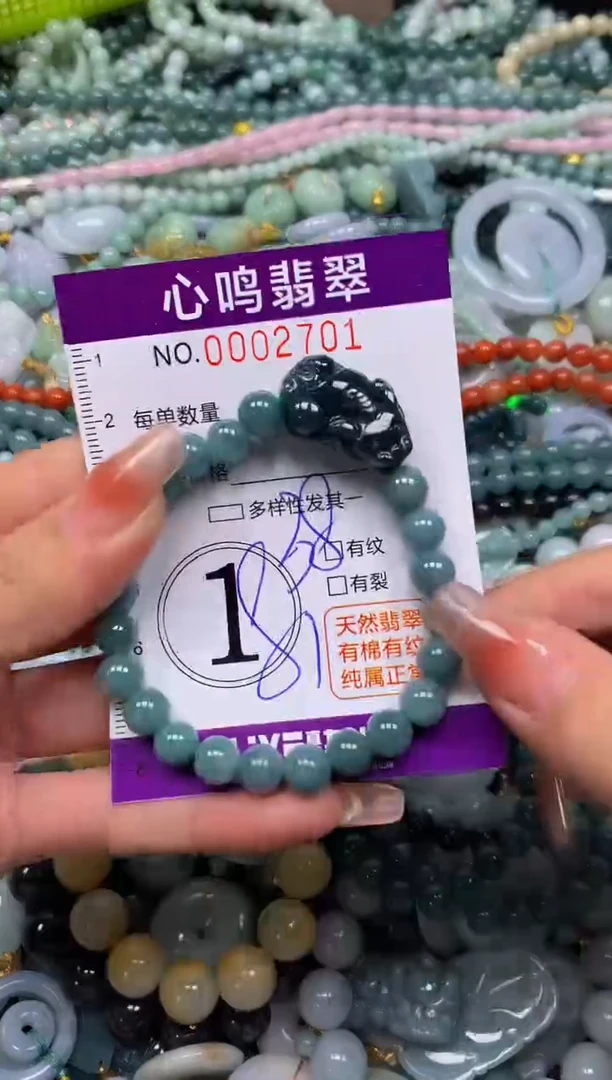 心鸣翡翠
NO.0002701
1
2
每单数量
格
多样性发其一
有纹
有裂
1
天然翡翠
有棉有纹
纯属正常
6